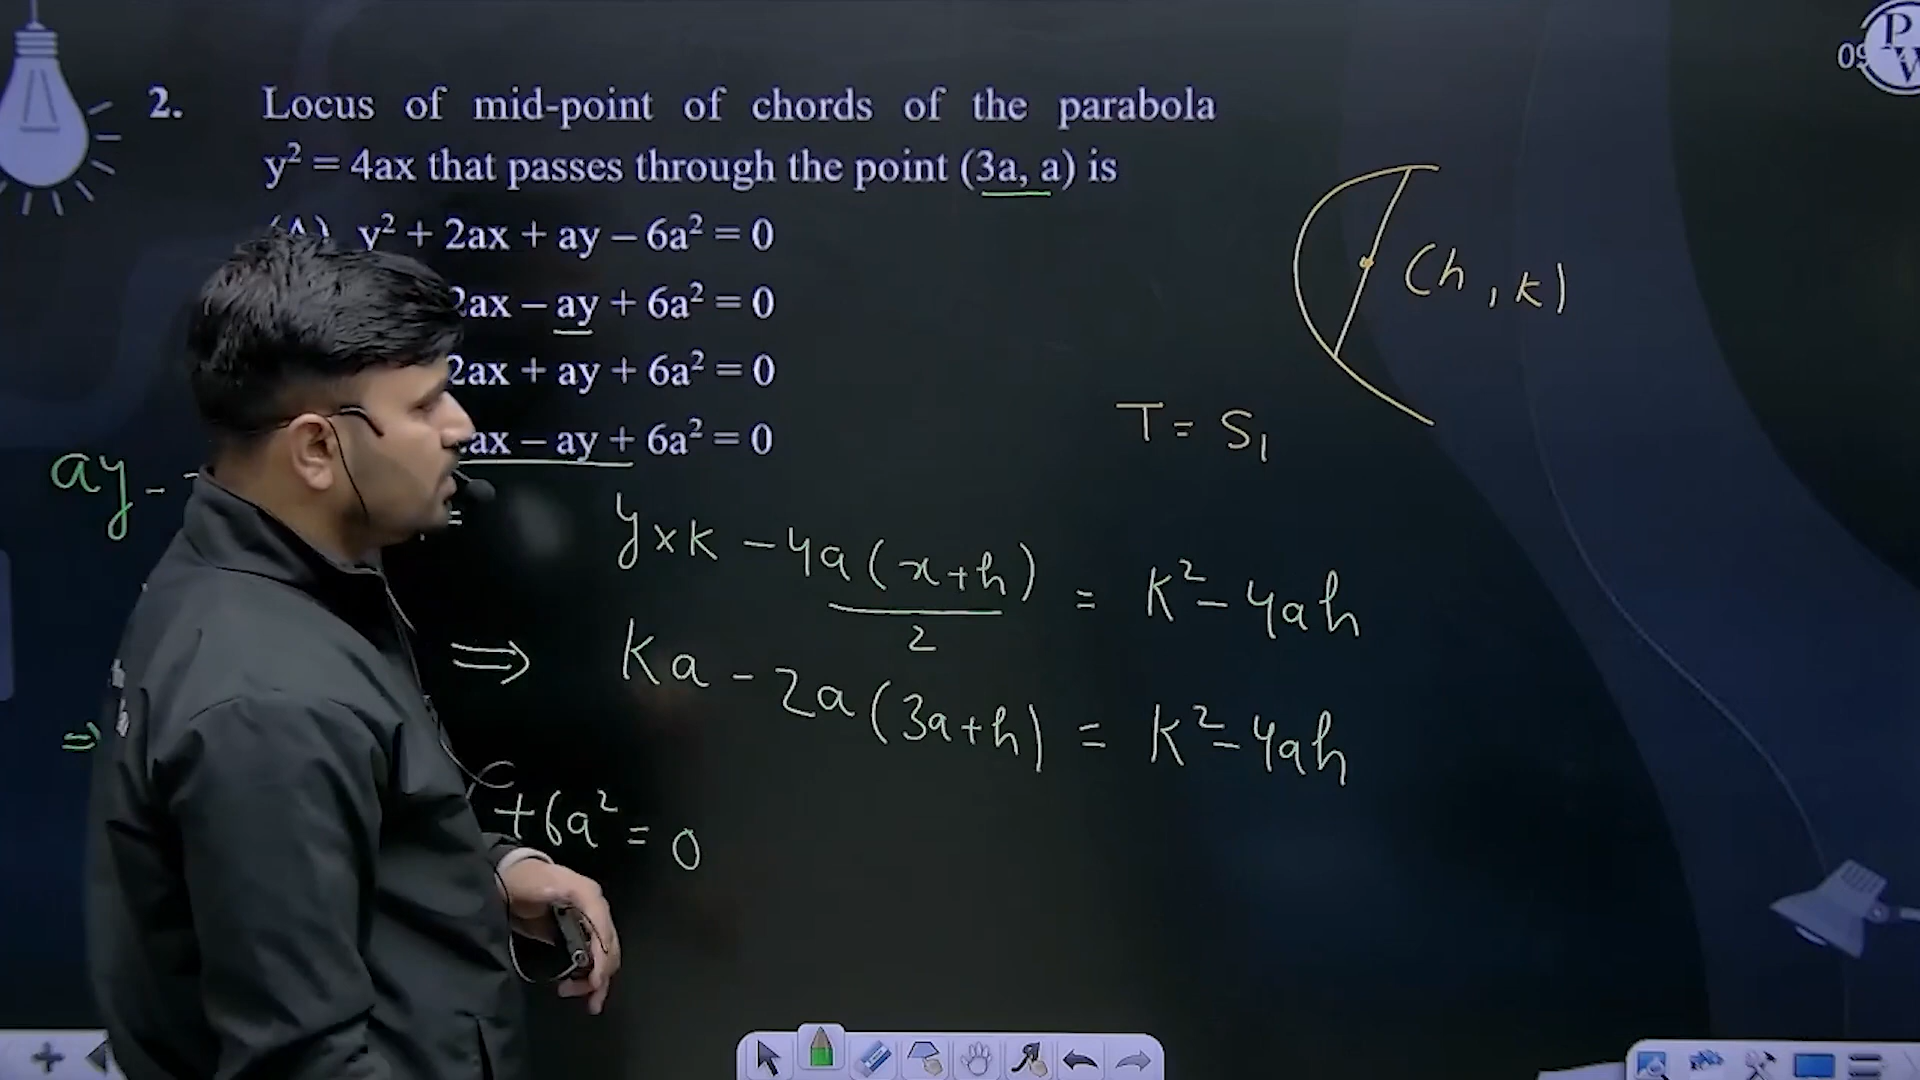 2. Locus of mid-point of chords of the parabola
y² = 4ax that passes through the point (3a, a) is
(A) y² + 2ax + ay – 6a² = 0
2ax – ay + 6a² = 0
2ax + ay + 6a² = 0
ax – ay + 6a² = 0
(h, k)
T = S₁
ay -
=
y×k – 4a(x+h)/2 = k² – 4ah
⇒ ka – 2a(3a+h) = k² – 4ah
⇒
+6a² = 0
09
P
W